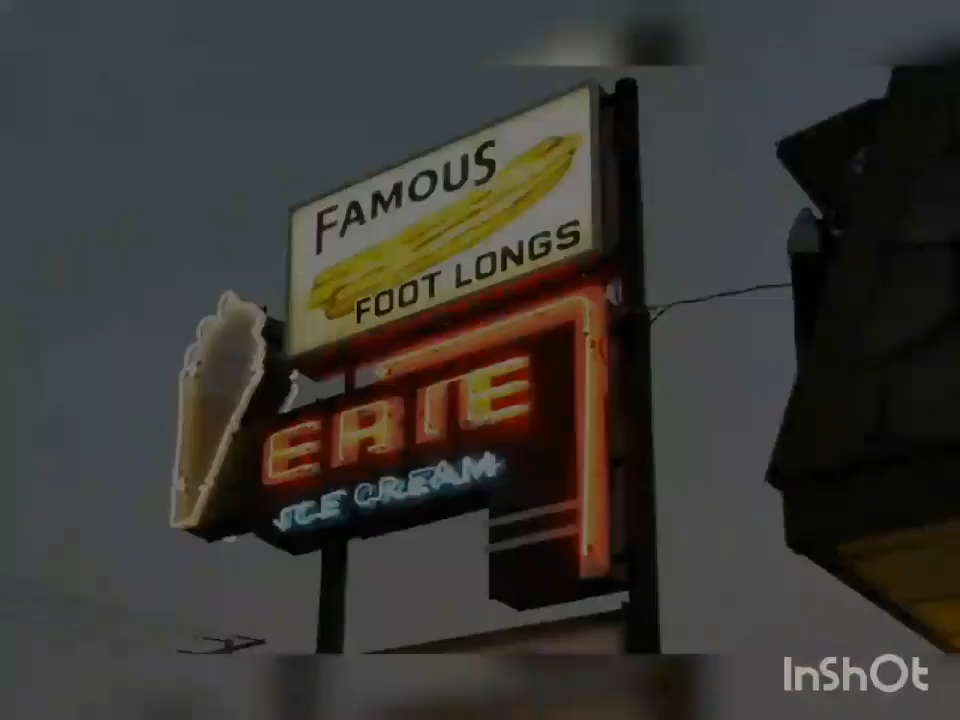 FAMOUS
FOOT LONGS
ERIE
ICE CREAM
InShOt